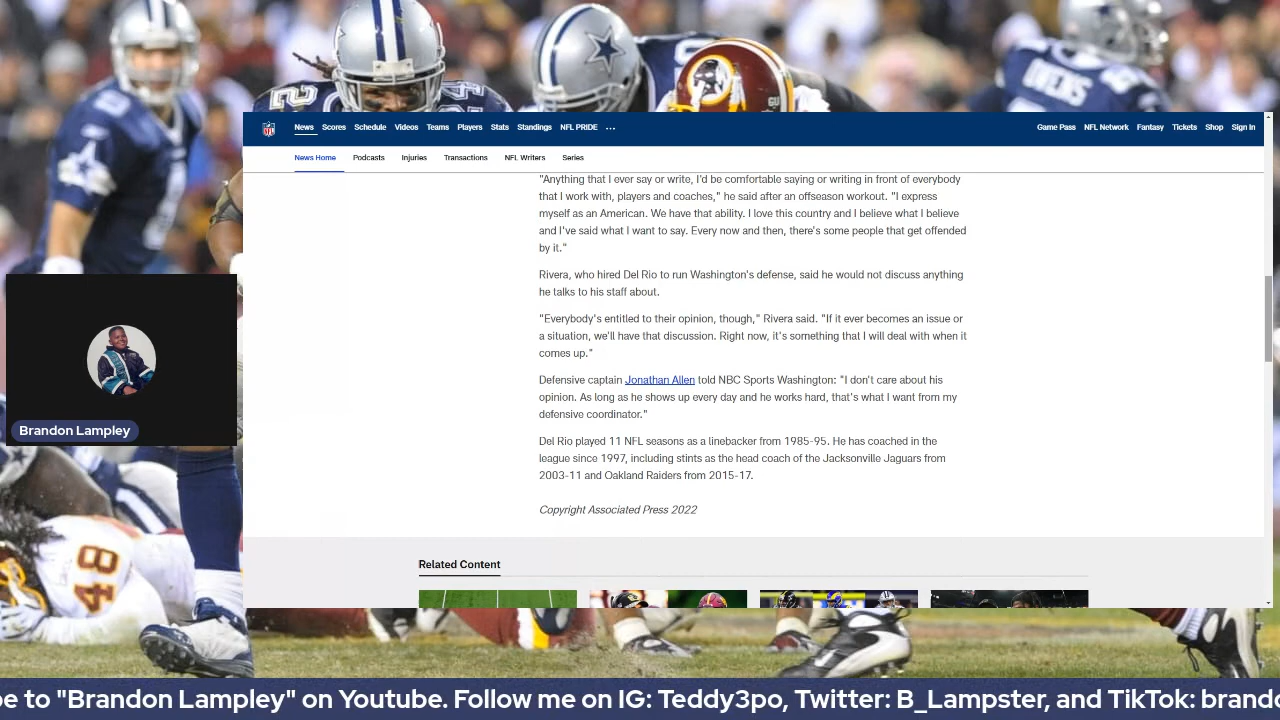 News Scores Schedule Videos Teams Players Stats Standings NFL PRIDE ... Game Pass NFL Network Fantasy Tickets Shop Sign In
News Home Podcasts Injuries Transactions NFL Writers Series
"Anything that I ever say or write, I'd be comfortable saying or writing in front of everybody
that I work with, players and coaches," he said after an offseason workout. "I express
myself as an American. We have that ability. I love this country and I believe what I believe
and I've said what I want to say. Every now and then, there's some people that get offended
by it."
Rivera, who hired Del Rio to run Washington's defense, said he would not discuss anything
he talks to his staff about.
"Everybody's entitled to their opinion, though," Rivera said. "If it ever becomes an issue or
a situation, we'll have that discussion. Right now, it's something that I will deal with when it
comes up."
Defensive captain Jonathan Allen told NBC Sports Washington: "I don't care about his
opinion. As long as he shows up every day and he works hard, that's what I want from my
defensive coordinator."
Del Rio played 11 NFL seasons as a linebacker from 1985-95. He has coached in the
league since 1997, including stints as the head coach of the Jacksonville Jaguars from
2003-11 and Oakland Raiders from 2015-17.
Copyright Associated Press 2022
Related Content
Brandon Lampley
48
be to "Brandon Lampley" on Youtube. Follow me on IG: Teddy3po, Twitter: B_Lampster, and TikTok: brand